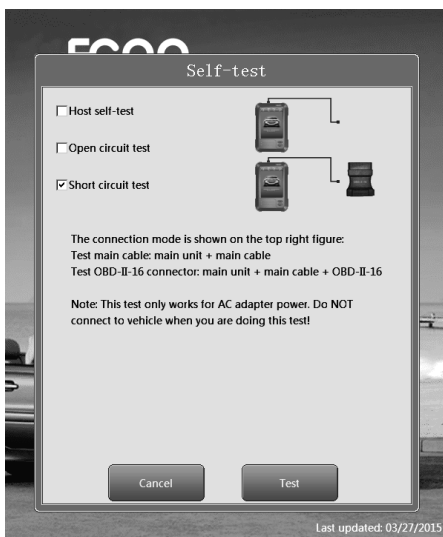 Self-test
Host self-test
Open circuit test
Short circuit test
The connection mode is shown on the top right figure:
Test main cable: main unit + main cable
Test OBD-II-16 connector: main unit + main cable + OBD-II-16
Note: This test only works for AC adapter power. Do NOT
connect to vehicle when you are doing this test!
Cancel
Test
Last updated: 03/27/2015